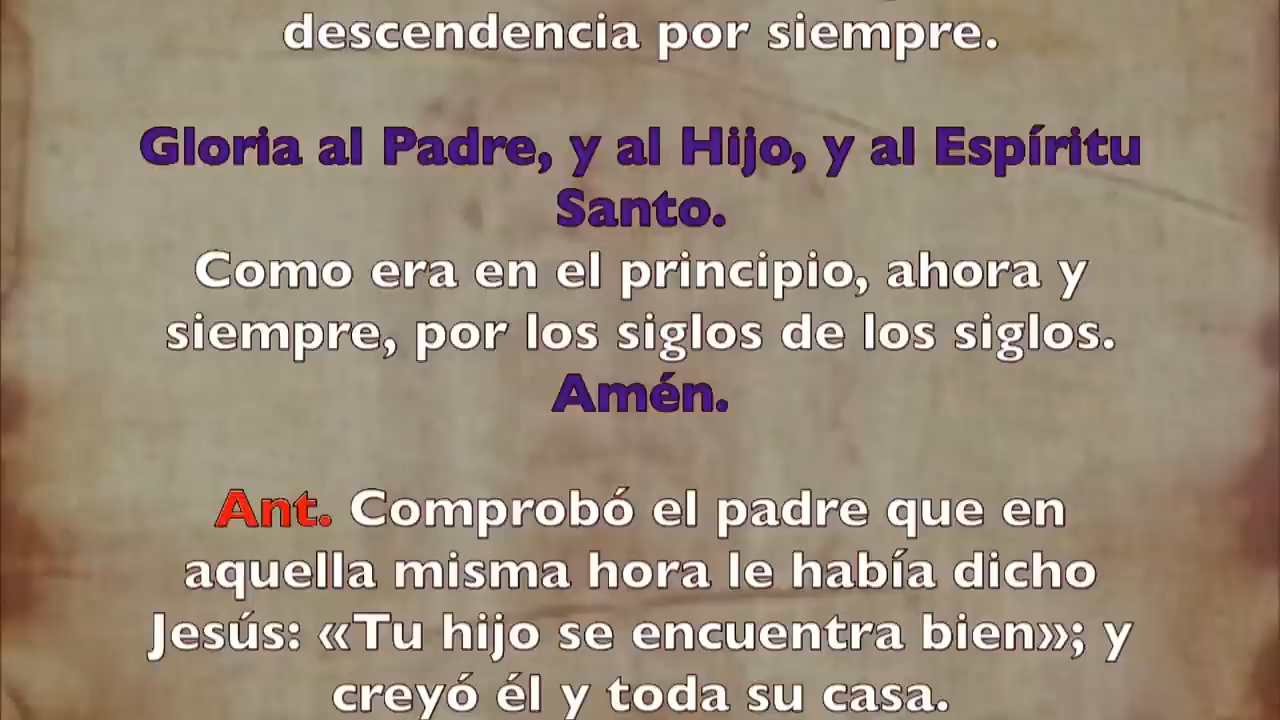 descendencia por siempre.
Gloria al Padre, y al Hijo, y al Espíritu
Santo.
Como era en el principio, ahora y
siempre, por los siglos de los siglos.
Amén.
Ant. Comprobó el padre que en
aquella misma hora le había dicho
Jesús: «Tu hijo se encuentra bien»; y
creyó él y toda su casa.